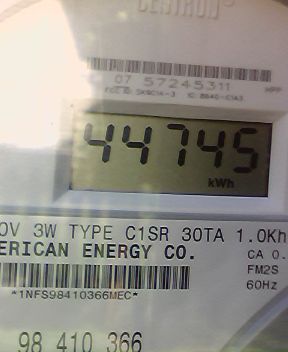 CENTRON®
07 57245311
44745
kWh
0V 3W TYPE C1SR 30TA 1.0Kh
ERICAN ENERGY CO.
CA 0.
FM2S
60Hz
*1NFS98410366MEC*
98 410 366